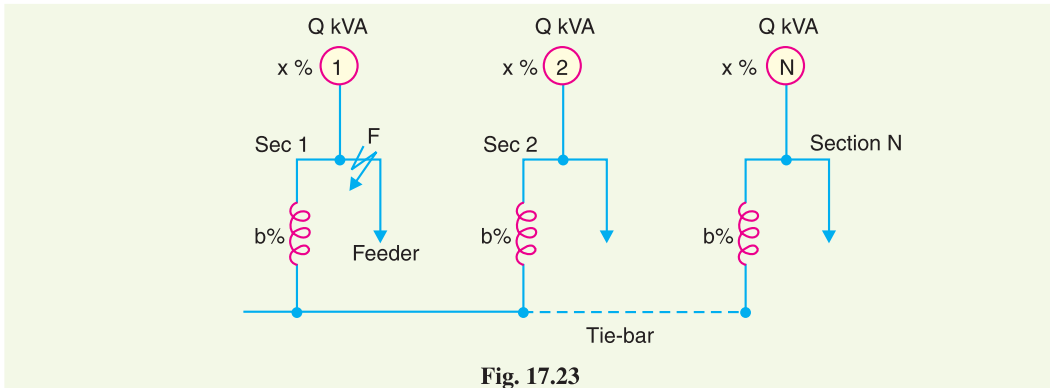 Q kVA Q kVA Q kVA
x % 1 x % 2 x % N
Sec 1 F Sec 2 Section N
b% b% b%
Feeder
Tie-bar
Fig. 17.23